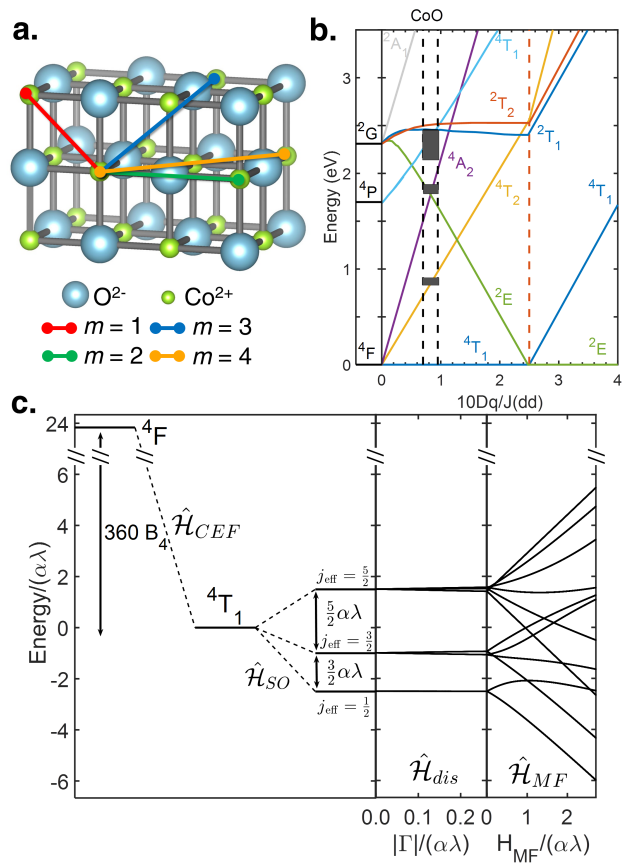 a.
O²⁻ Co²⁺
m = 1 m = 3
m = 2 m = 4
b.
CoO
²A₁
⁴T₁
²T₂
²G
²T₁
⁴A₂
⁴P
⁴T₂
⁴T₁
²E
⁴F
⁴T₁
²E
3
2
1
0
Energy (eV)
0 1 2 3 4
10Dq/J(dd)
c.
24
6
4
2
0
-2
-4
-6
Energy/(αλ)
⁴F
360 B₄
Ĥ_CEF
⁴T₁
Ĥ_SO
j_eff = 5/2
5/2 αλ
j_eff = 3/2
3/2 αλ
j_eff = 1/2
Ĥ_dis
Ĥ_MF
0.0 0.1 0.2 0 1 2
|Γ|/(αλ) H_MF/(αλ)